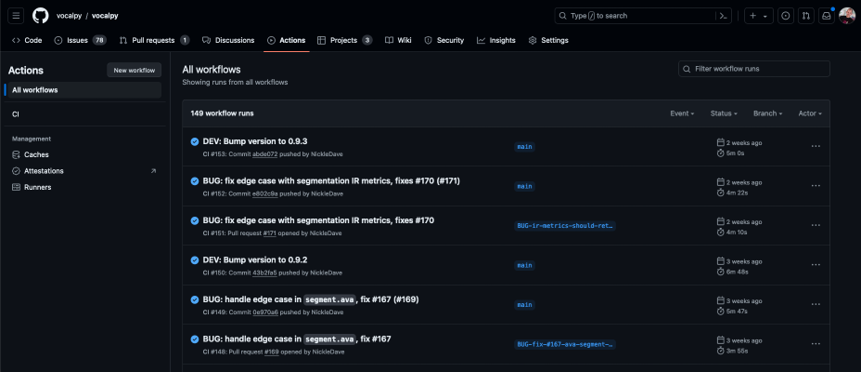 vocalpy / vocalpy
Type / to search
Code Issues 78 Pull requests 1 Discussions Actions Projects 3 Wiki Security Insights Settings
Actions
New workflow
All workflows
CI
Management
Caches
Attestations
Runners
All workflows
Showing runs from all workflows
Filter workflow runs
149 workflow runs
Event Status Branch Actor
DEV: Bump version to 0.9.3
CI #153: Commit abde072 pushed by NickleDave
main
2 weeks ago
5m 0s
BUG: fix edge case with segmentation IR metrics, fixes #170 (#171)
CI #152: Commit e802c9s pushed by NickleDave
main
2 weeks ago
4m 22s
BUG: fix edge case with segmentation IR metrics, fixes #170
CI #151: Pull request #171 opened by NickleDave
BUG-ir-metrics-should-ret…
2 weeks ago
4m 10s
DEV: Bump version to 0.9.2
CI #150: Commit 43b2fa5 pushed by NickleDave
main
3 weeks ago
6m 48s
BUG: handle edge case in segment.ava, fix #167 (#169)
CI #149: Commit 0e970a6 pushed by NickleDave
main
3 weeks ago
5m 47s
BUG: handle edge case in segment.ava, fix #167
CI #148: Pull request #169 opened by NickleDave
BUG-fix-#167-ava-segment-…
3 weeks ago
3m 55s